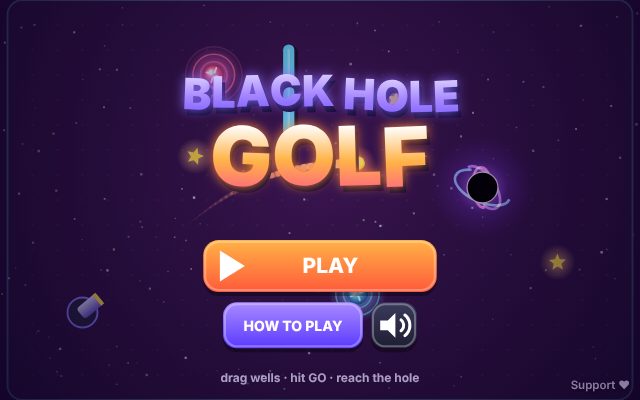 BLACK HOLE
GOLF
PLAY
HOW TO PLAY
drag wells · hit GO · reach the hole
Support ♥